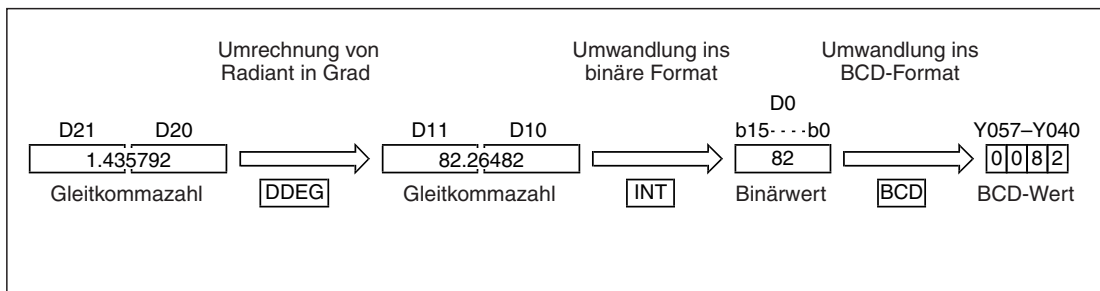 Umrechnung von
Radiant in Grad
Umwandlung ins
binäre Format
Umwandlung ins
BCD-Format
D21 D20
1.435792
Gleitkommazahl
DDEG
D11 D10
82.26482
Gleitkommazahl
INT
D0
b15 - - - - b0
82
Binärwert
BCD
Y057–Y040
0 0 8 2
BCD-Wert